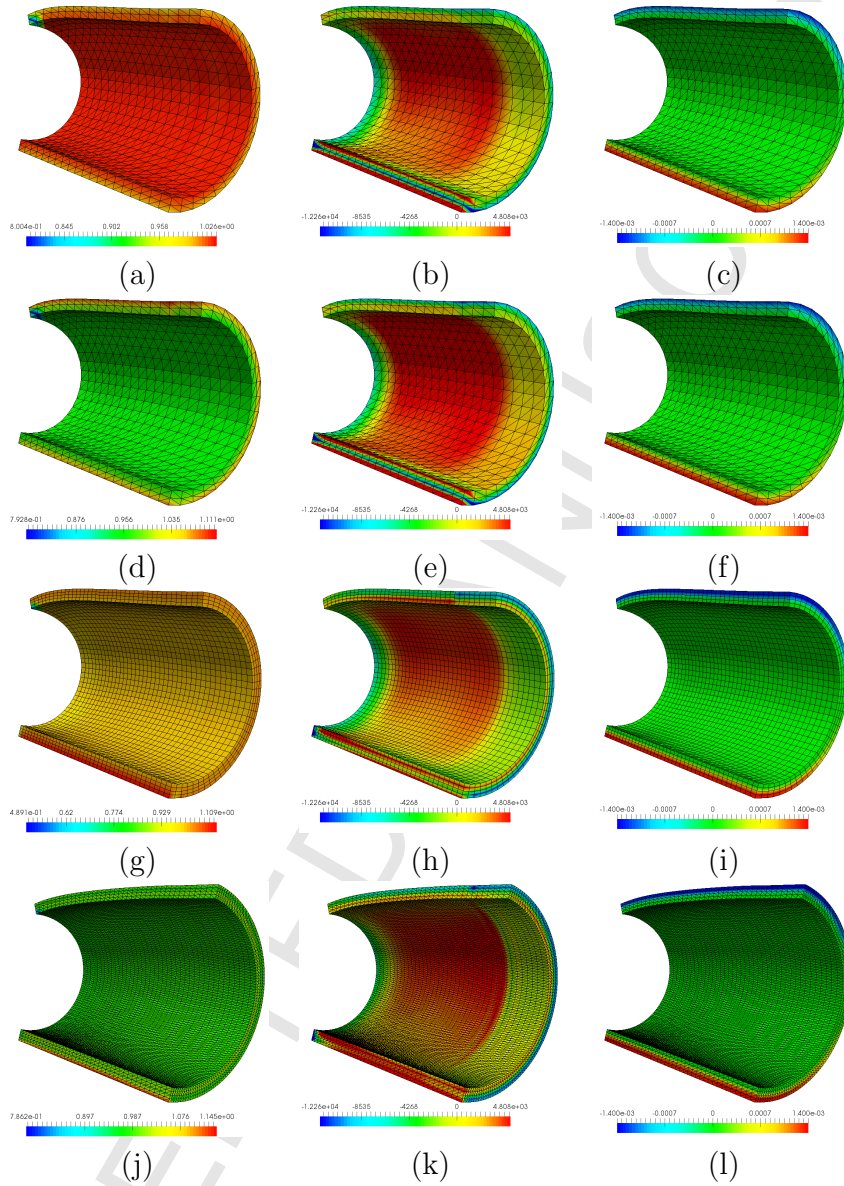 8.004e-01 0.845 0.902 0.958 1.026e+00
-1.226e+04 -8535 -4268 0 4.808e+03
-1.400e-03 -0.0007 0 0.0007 1.400e-03
(a) (b) (c)
7.928e-01 0.876 0.956 1.035 1.111e+00
-1.226e+04 -8535 -4268 0 4.808e+03
-1.400e-03 -0.0007 0 0.0007 1.400e-03
(d) (e) (f)
4.891e-01 0.62 0.774 0.929 1.109e+00
-1.226e+04 -8535 -4268 0 4.808e+03
-1.400e-03 -0.0007 0 0.0007 1.400e-03
(g) (h) (i)
7.862e-01 0.897 0.987 1.076 1.145e+00
-1.226e+04 -8535 -4268 0 4.808e+03
-1.400e-03 -0.0007 0 0.0007 1.400e-03
(j) (k) (l)